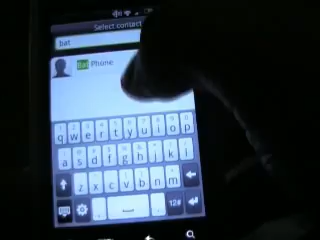 Select contact
bat
Bat Phone
q w e r t y u i o p
a s d f g h j k l
z x c v b n m
, . 12#